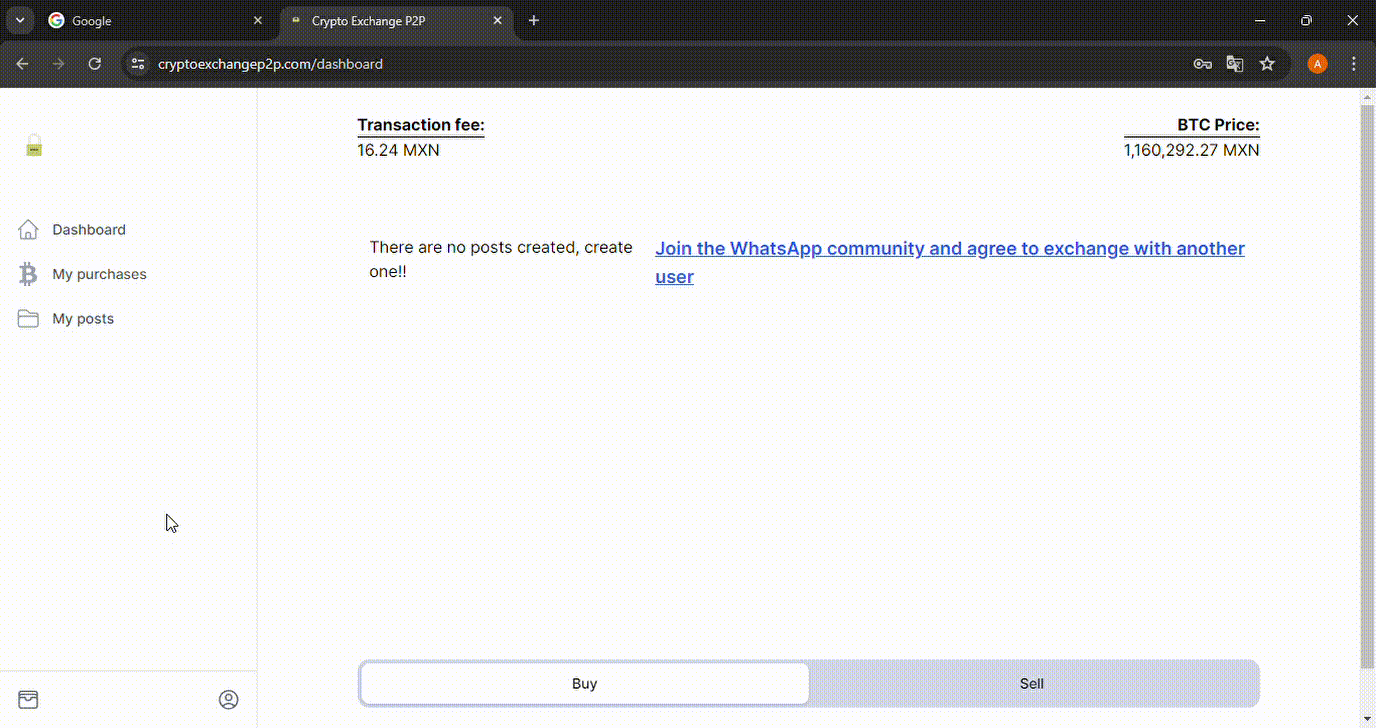 Google
Crypto Exchange P2P
cryptoexchangep2p.com/dashboard
A
Transaction fee:
16.24 MXN
BTC Price:
1,160,292.27 MXN
Dashboard
My purchases
My posts
There are no posts created, create
one!!
Join the WhatsApp community and agree to exchange with another
user
Buy
Sell